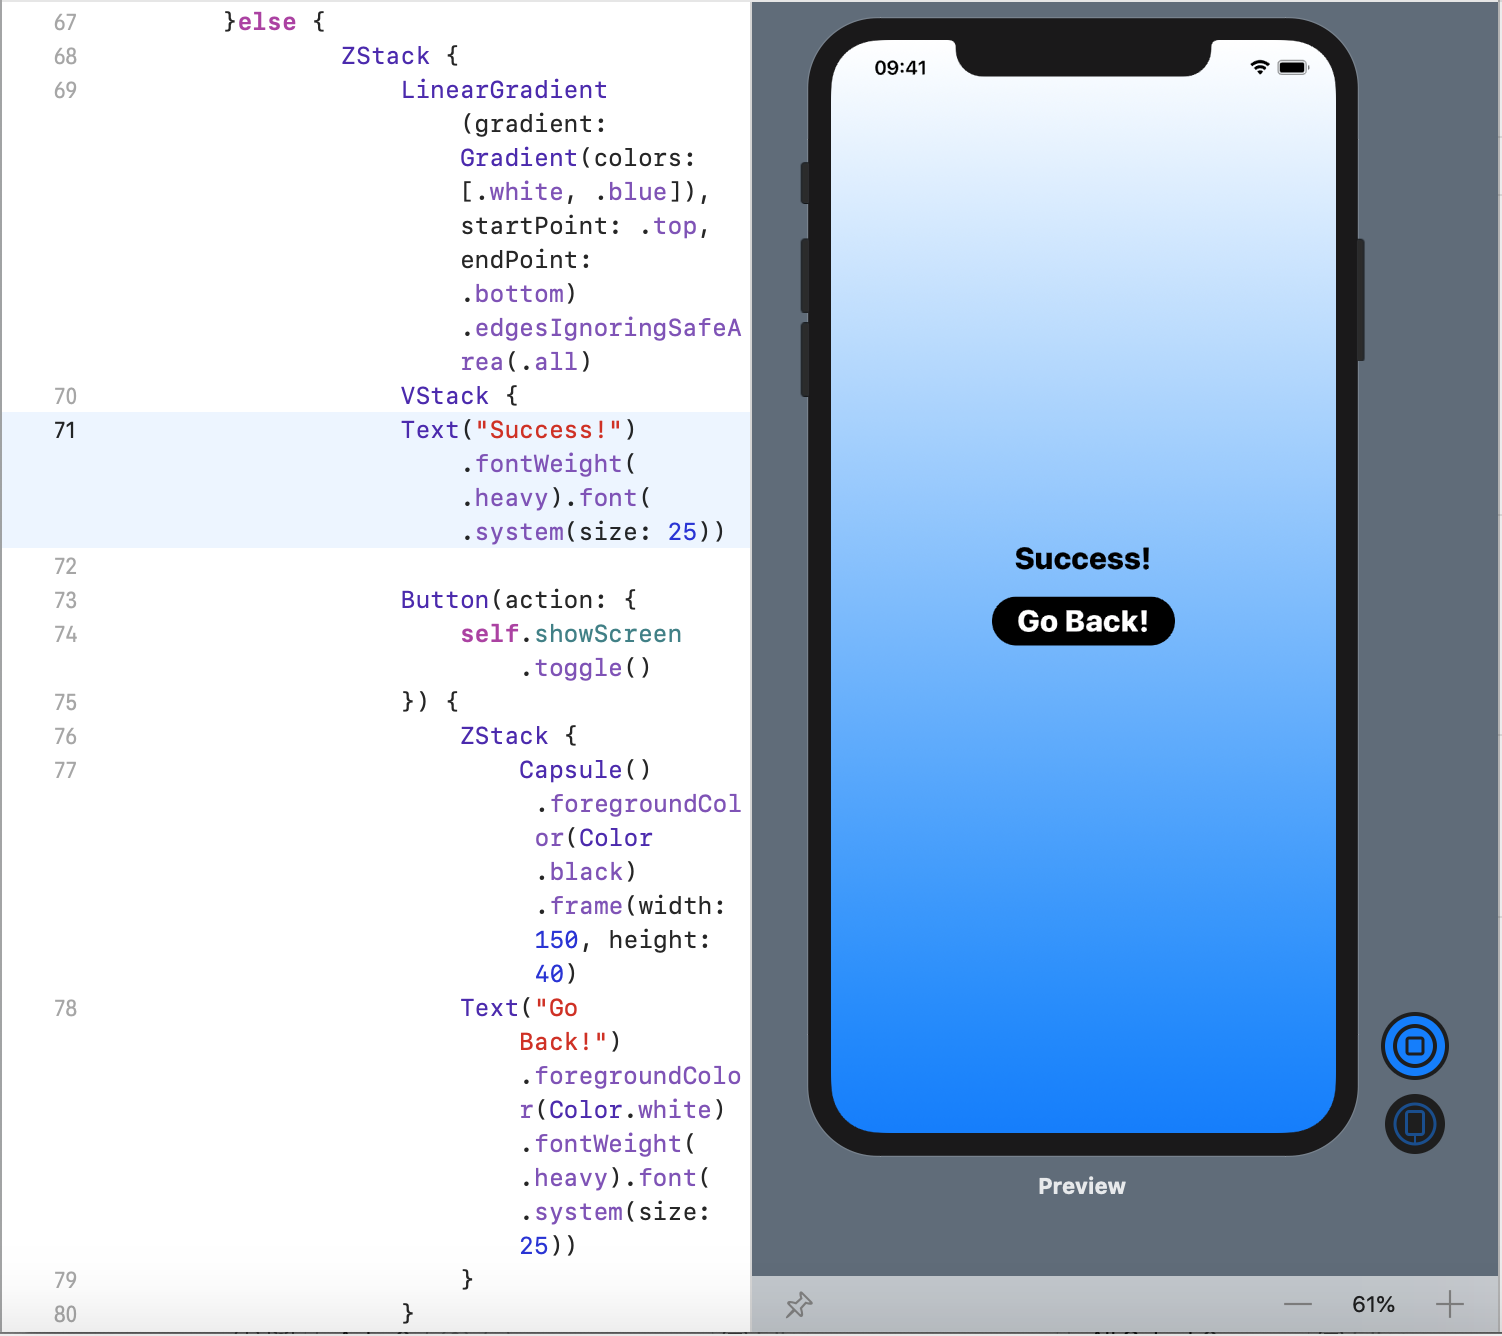 67 }else {
68 ZStack {
69 LinearGradient
(gradient:
Gradient(colors:
[.white, .blue]),
startPoint: .top,
endPoint:
.bottom)
.edgesIgnoringSafeA
rea(.all)
70 VStack {
71 Text("Success!")
.fontWeight(
.heavy).font(
.system(size: 25))
72
73 Button(action: {
74 self.showScreen
.toggle()
75 }) {
76 ZStack {
77 Capsule()
.foregroundCol
or(Color
.black)
.frame(width:
150, height:
40)
78 Text("Go
Back!")
.foregroundColo
r(Color.white)
.fontWeight(
.heavy).font(
.system(size:
25))
79 }
80 }
09:41
Success!
Go Back!
Preview
61%